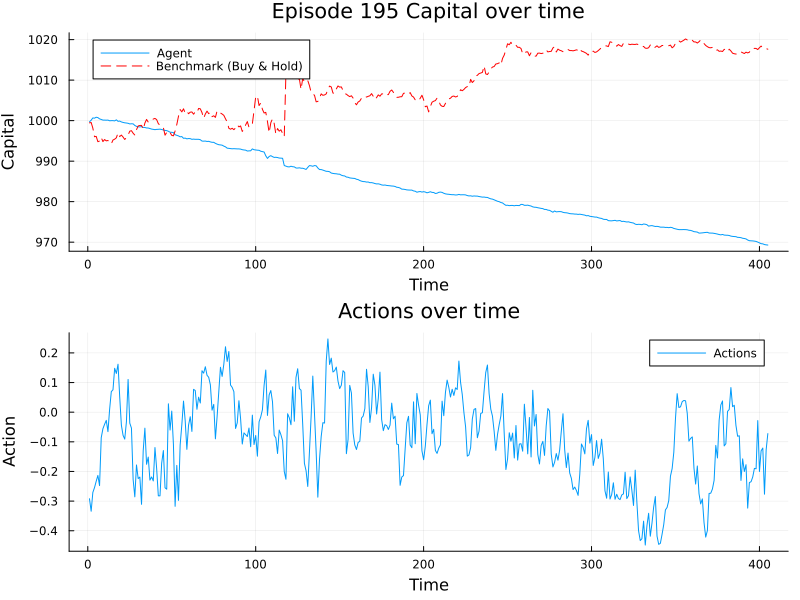 Episode 195 Capital over time
Agent
Benchmark (Buy & Hold)
1020
1010
1000
990
980
970
Capital
0 100 200 300 400
Time
Actions over time
Actions
0.2
0.1
0.0
−0.1
−0.2
−0.3
−0.4
Action
0 100 200 300 400
Time